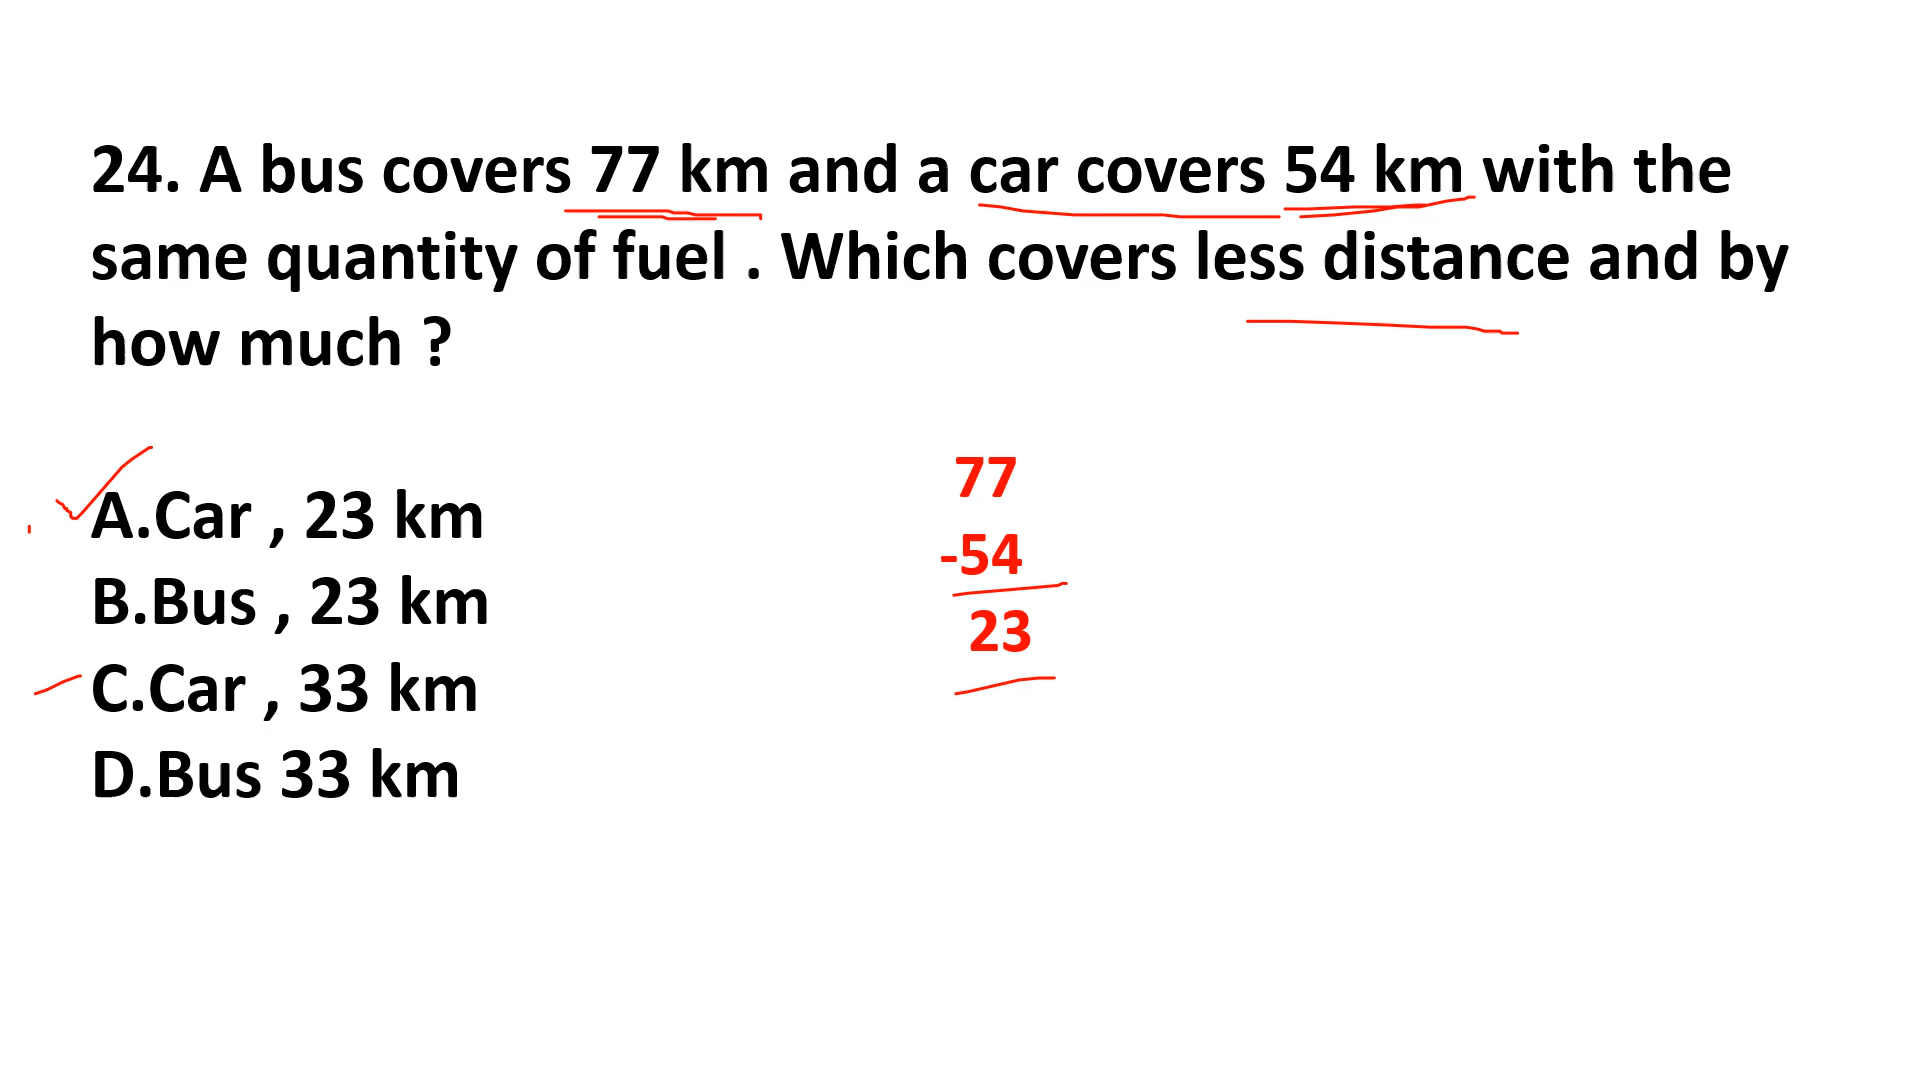 24. A bus covers 77 km and a car covers 54 km with the
same quantity of fuel . Which covers less distance and by
how much ?
A.Car , 23 km
B.Bus , 23 km
C.Car , 33 km
D.Bus 33 km
77
-54
23